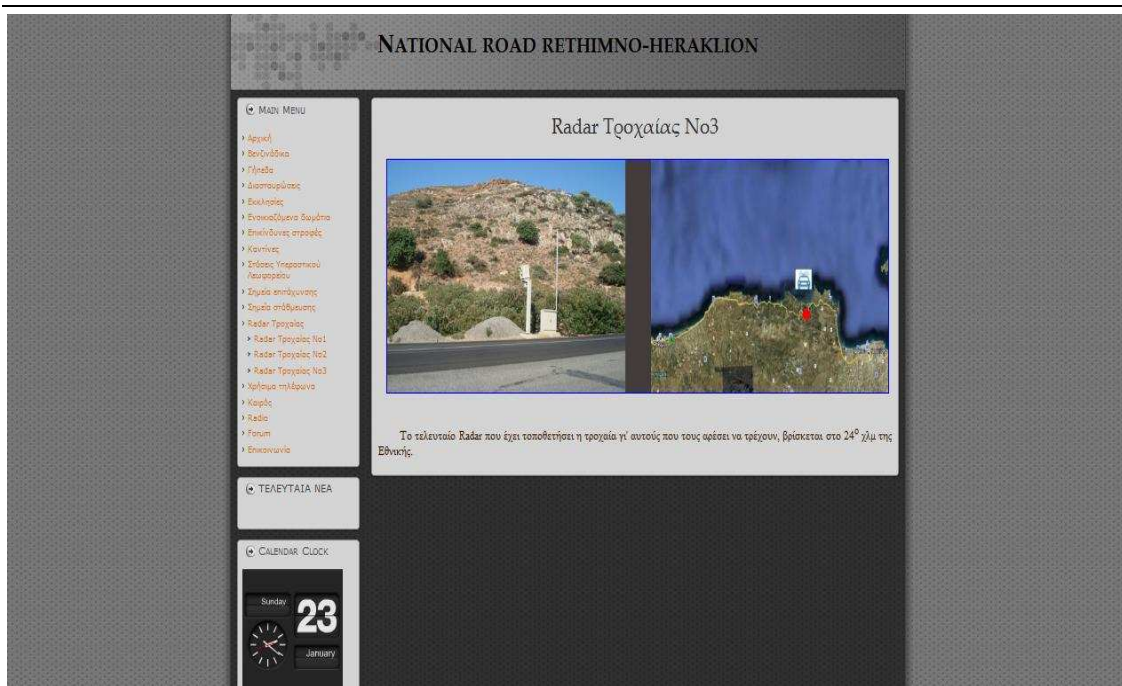 NATIONAL ROAD RETHIMNO-HERAKLION
MAIN MENU
Αρχική
Βενζινάδικα
Γήπεδα
Διασταυρώσεις
Εκκλησίες
Ενοικιαζόμενα δωμάτια
Επικίνδυνες στροφές
Καντίνες
Στάσεις Υπεραστικού
Λεωφορείου
Σημεία επιτάχυνσης
Σημεία στάθμευσης
Radar Τροχαίας
Radar Τροχαίας No1
Radar Τροχαίας No2
Radar Τροχαίας No3
Χρήσιμα τηλέφωνα
Καιρός
Radio
Forum
Επικοινωνία
ΤΕΛΕΥΤΑΙΑ ΝΕΑ
CALENDAR CLOCK
Sunday
23
January
Radar Τροχαίας No3
Το τελευταίο Radar που έχει τοποθετήσει η τροχαία γι' αυτούς που τους αρέσει να τρέχουν, βρίσκεται στο 24º χλμ της
Εθνικής.